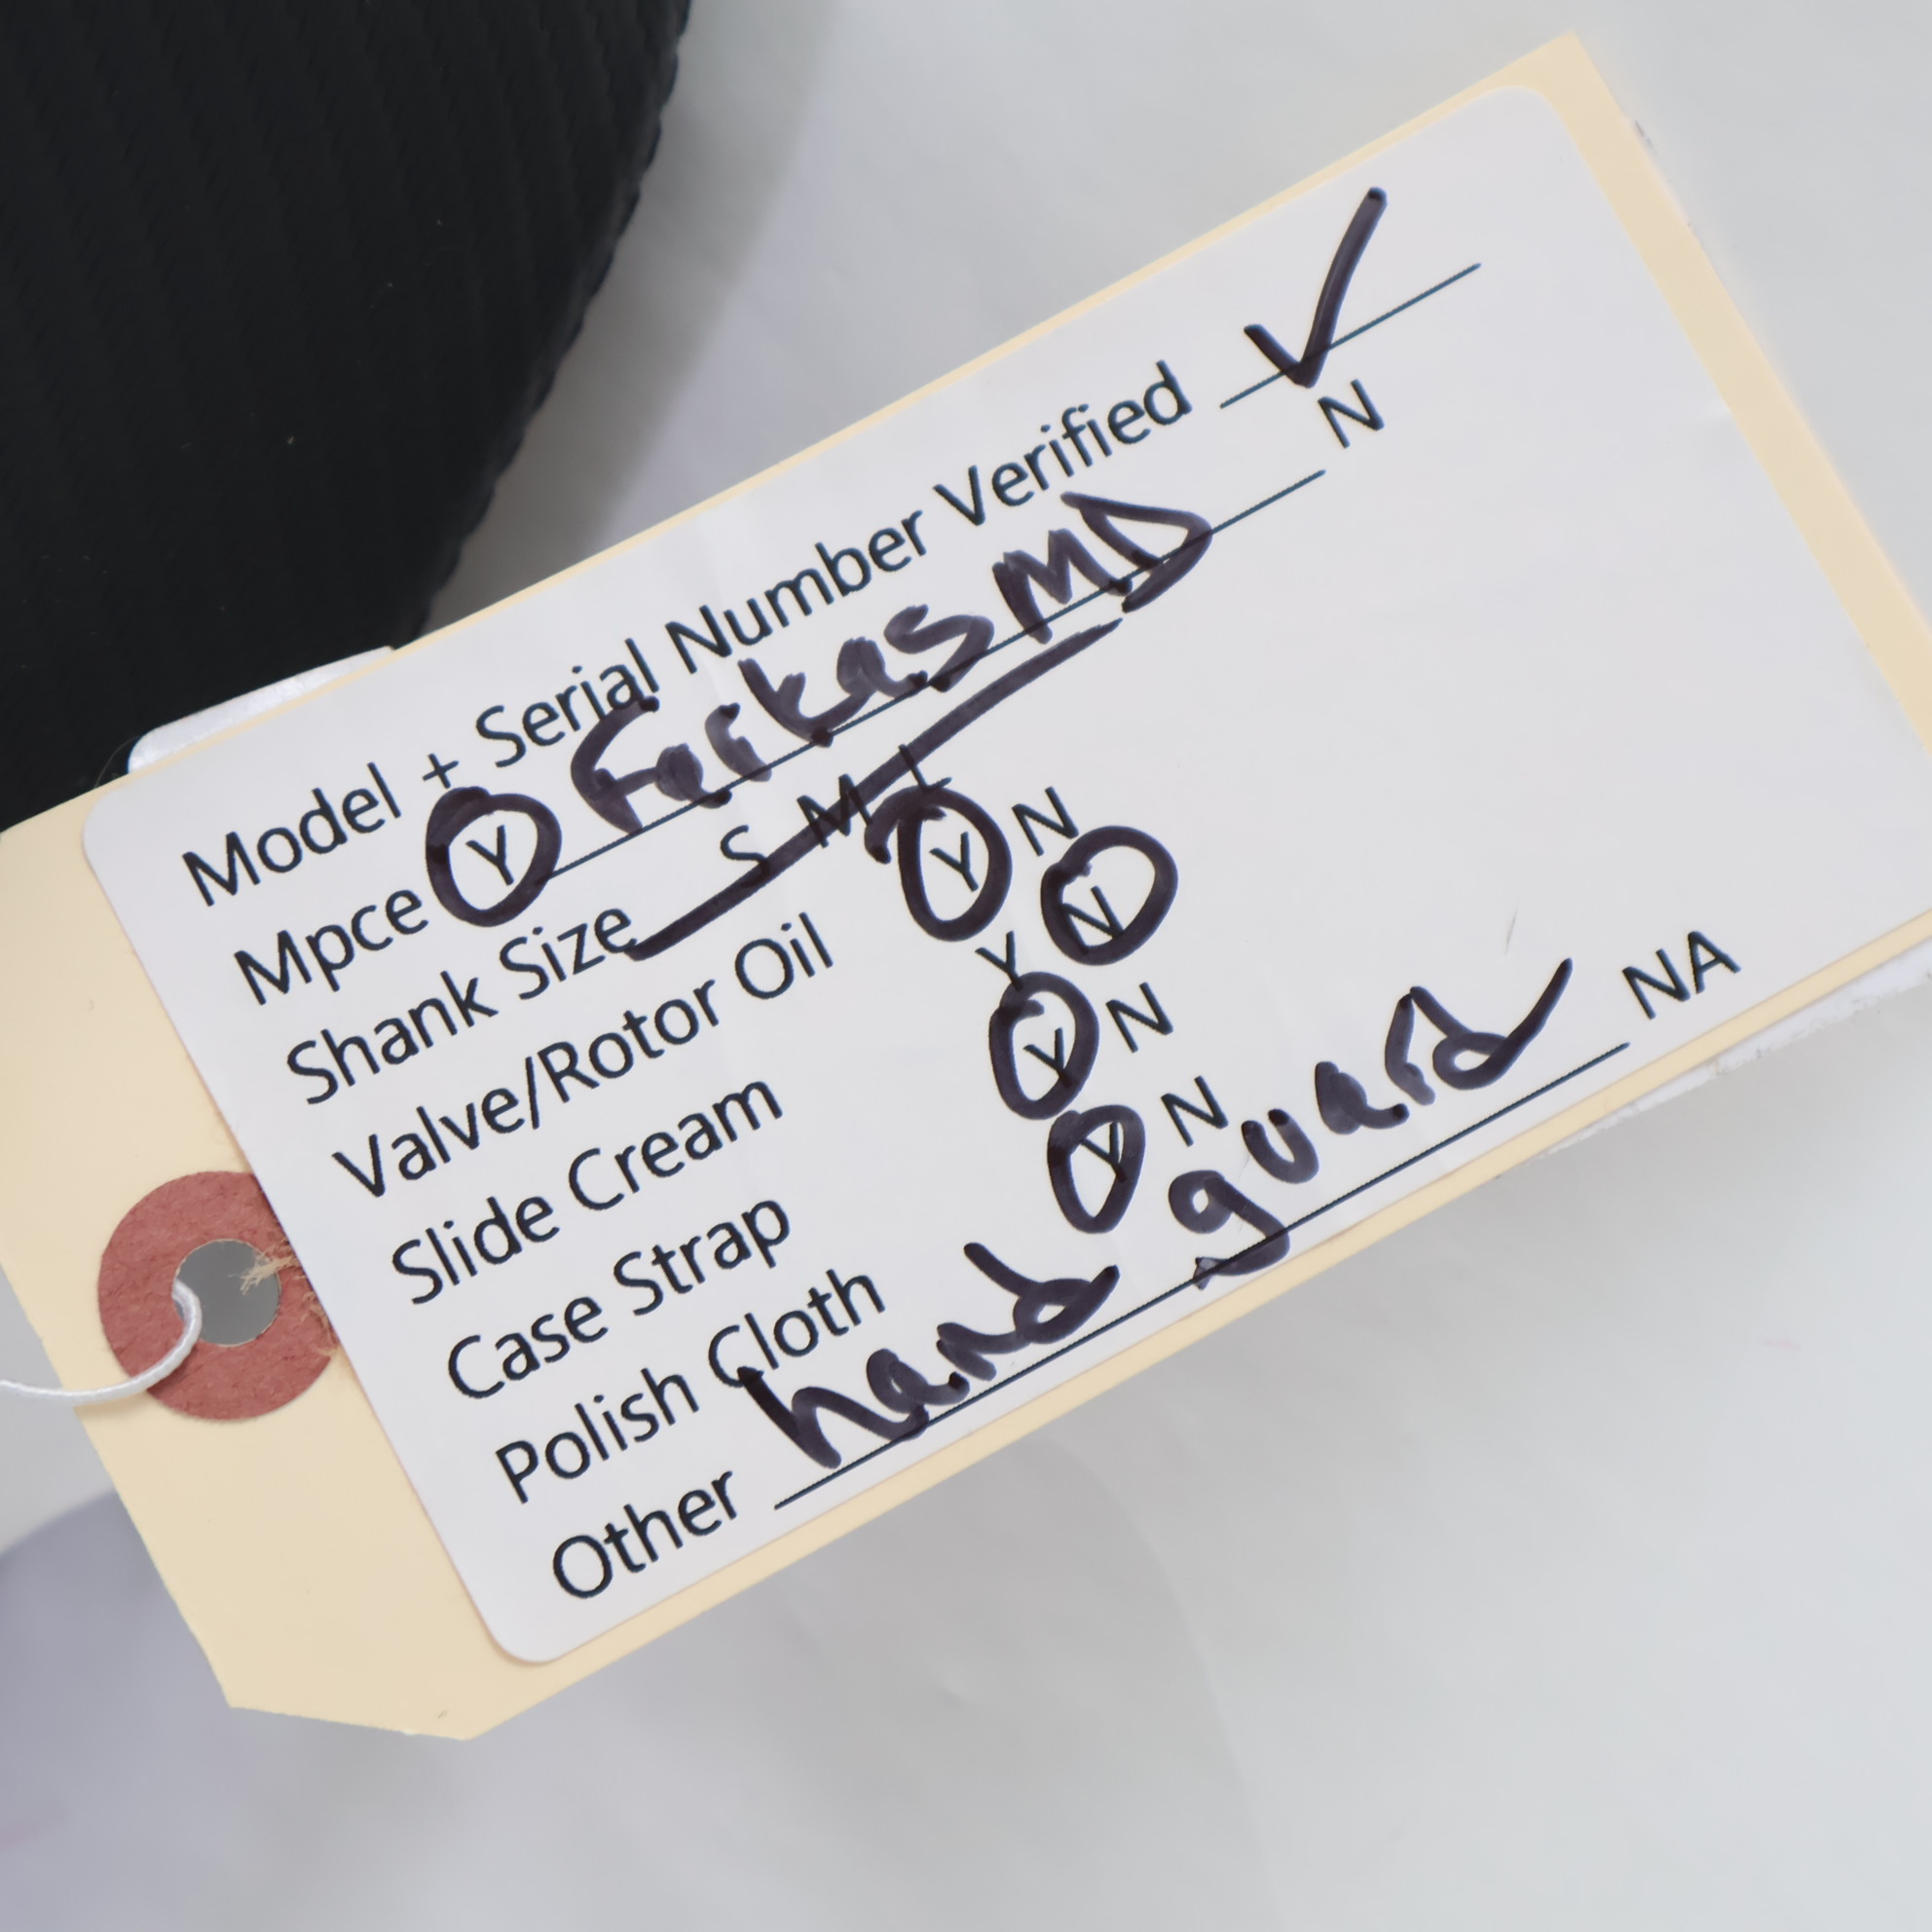 Model + Serial Number Verified ✓
Mpce Y Farkas MD N
Shank Size S M L
Valve/Rotor Oil Y N
Slide Cream Y N
Case Strap Y N
Polish Cloth Y N
Other hand guard NA